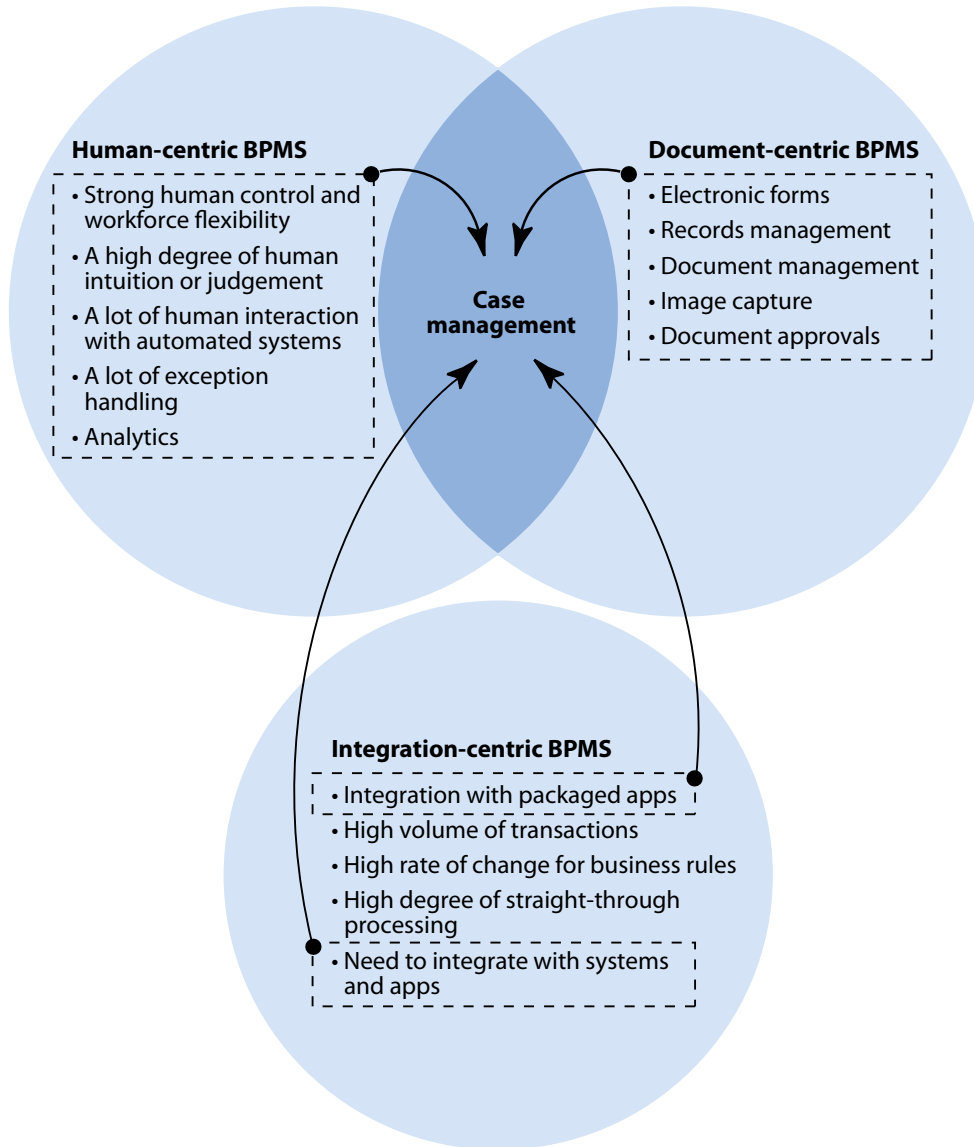 Human-centric BPMS
• Strong human control and
workforce flexibility
• A high degree of human
intuition or judgement
• A lot of human interaction
with automated systems
• A lot of exception
handling
• Analytics
Case
management
Document-centric BPMS
• Electronic forms
• Records management
• Document management
• Image capture
• Document approvals
Integration-centric BPMS
• Integration with packaged apps
• High volume of transactions
• High rate of change for business rules
• High degree of straight-through
processing
• Need to integrate with systems
and apps